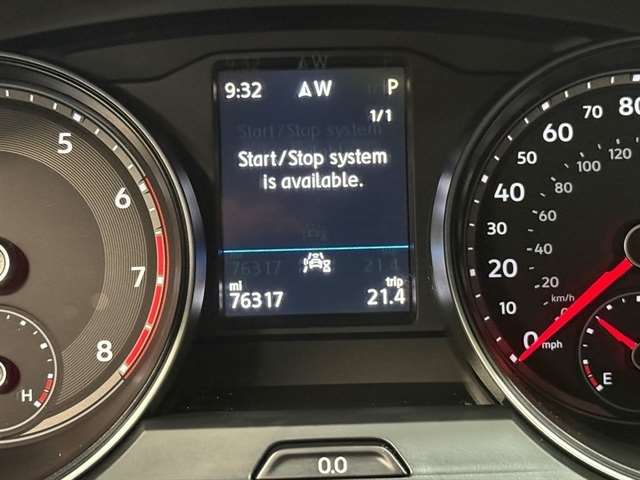 9:32 W P
1/1
Start/Stop system
is available.
mi trip
76317 21.4
0.0
5
6
7
8
H
0 10 20 30 40 50 60 70 80
0 20 40 60 80 100 120
km/h
mph
E